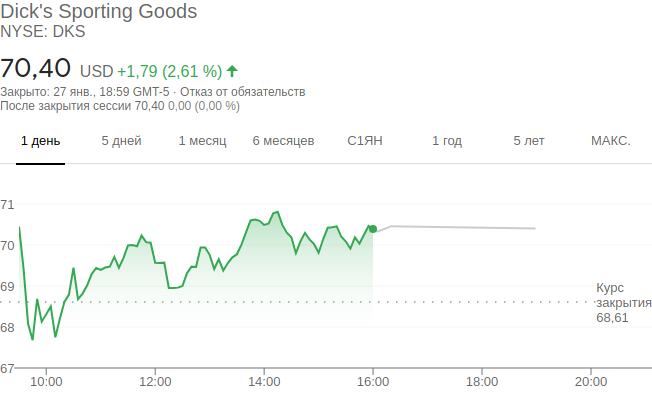 Dick's Sporting Goods
NYSE: DKS
70,40 USD +1,79 (2,61 %)
Закрыто: 27 янв., 18:59 GMT-5 · Отказ от обязательств
После закрытия сессии 70,40 0,00 (0,00 %)
1 день 5 дней 1 месяц 6 месяцев С1ЯН 1 год 5 лет МАКС.
71
70
69
Курс
закрытия
68,61
68
67
10:00 12:00 14:00 16:00 18:00 20:00